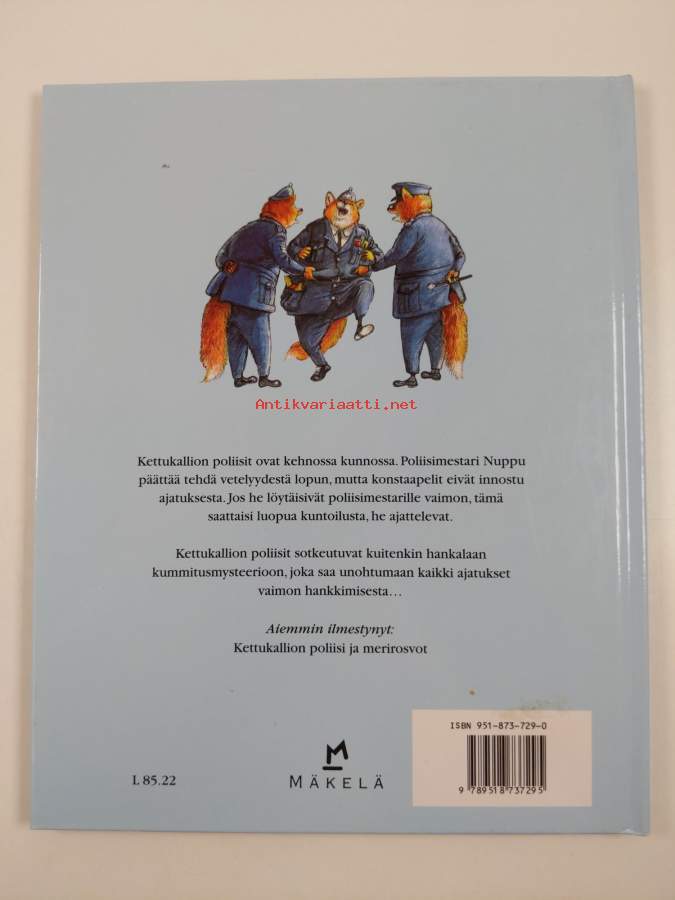 Antikvariaatti.net
Kettukallion poliisit ovat kehnossa kunnossa. Poliisimestari Nuppu
päättää tehdä vetelyydestä lopun, mutta konstaapelit eivät innostu
ajatuksesta. Jos he löytäisivät poliisimestarille vaimon, tämä
saattaisi luopua kuntoilusta, he ajattelevat.
Kettukallion poliisit sotkeutuvat kuitenkin hankalaan
kummitusmysteerioon, joka saa unohtumaan kaikki ajatukset
vaimon hankkimisesta...
Aiemmin ilmestynyt:
Kettukallion poliisi ja merirosvot
ISBN 951-873-729-0
9 789518 737295
L 85.22
M
MÄKELÄ